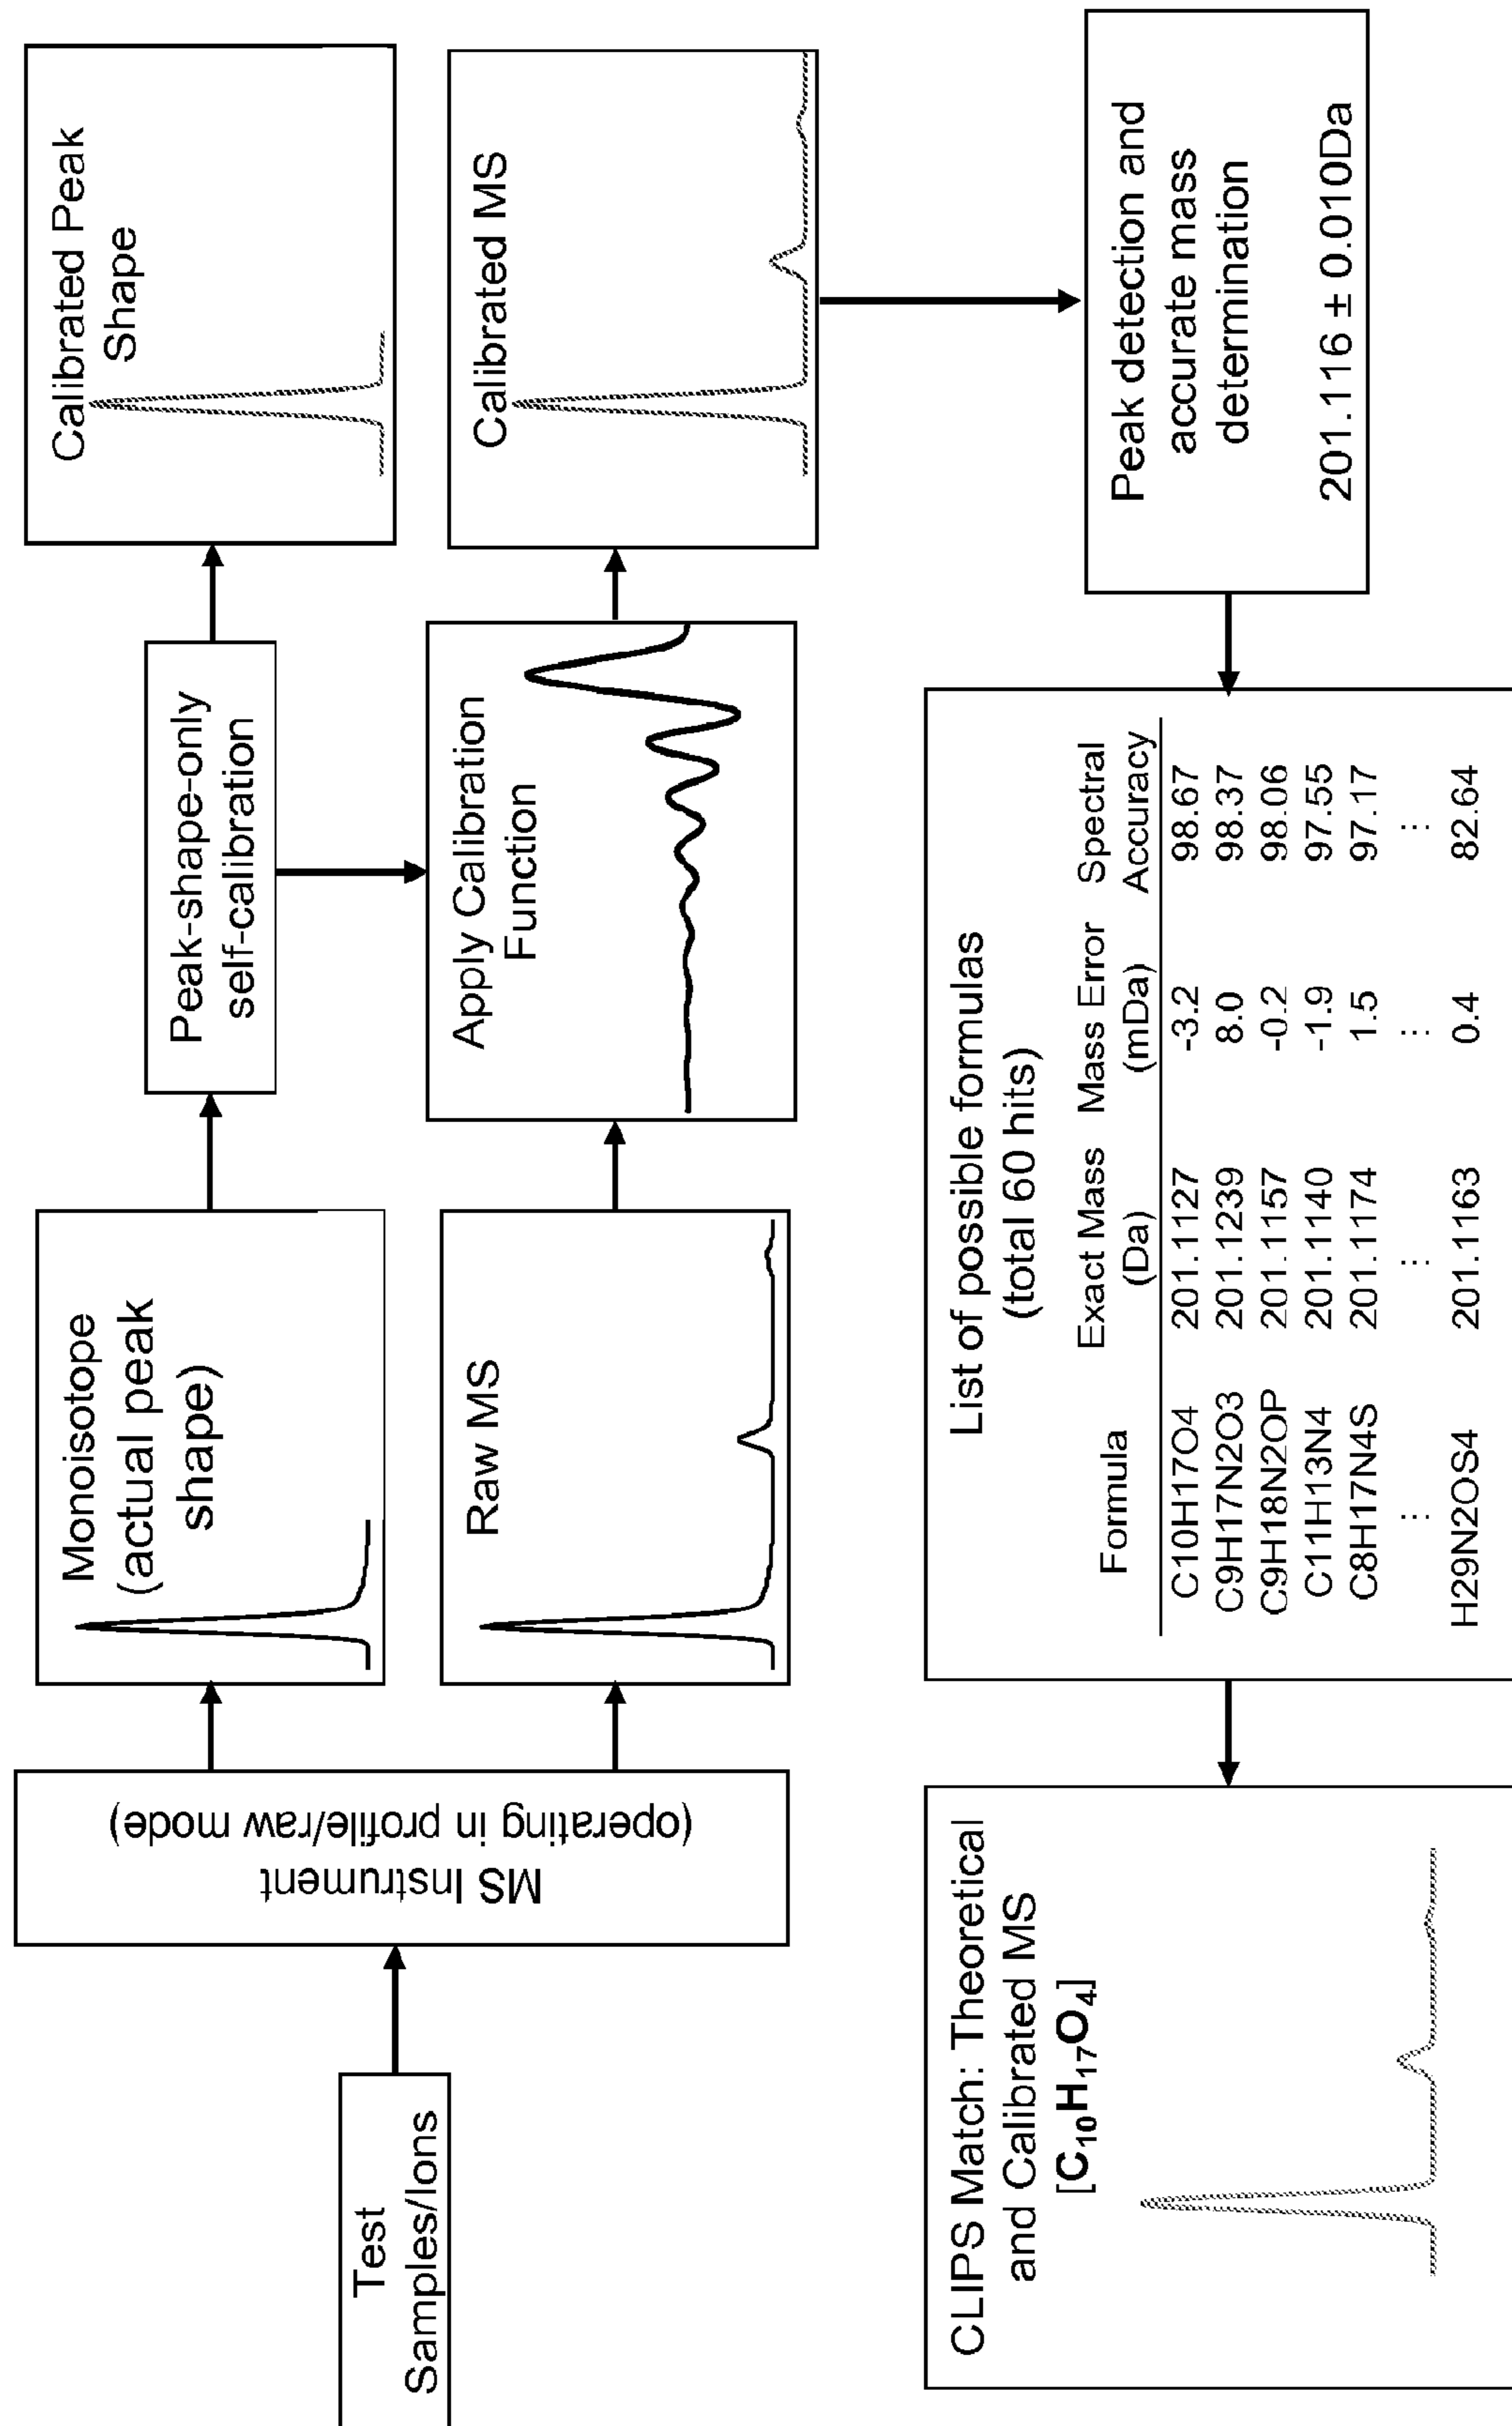 Test
Samples/Ions
MS Instrument
(operating in profile/raw mode)
Monoisotope
(actual peak
shape)
Raw MS
Peak-shape-only
self-calibration
Apply Calibration
Function
Calibrated Peak
Shape
Calibrated MS
Peak detection and
accurate mass
determination
201.116 ± 0.010Da
List of possible formulas
(total 60 hits)
Formula Exact Mass (Da) Mass Error (mDa) Spectral Accuracy
C10H17O4 201.1127 -3.2 98.67
C9H17N2O3 201.1239 8.0 98.37
C9H18N2OP 201.1157 -0.2 98.06
C11H13N4 201.1140 -1.9 97.55
C8H17N4S 201.1174 1.5 97.17
⋮ ⋮ ⋮ ⋮
H29N2OS4 201.1163 0.4 82.64
CLIPS Match: Theoretical
and Calibrated MS
[C₁₀H₁₇O₄]